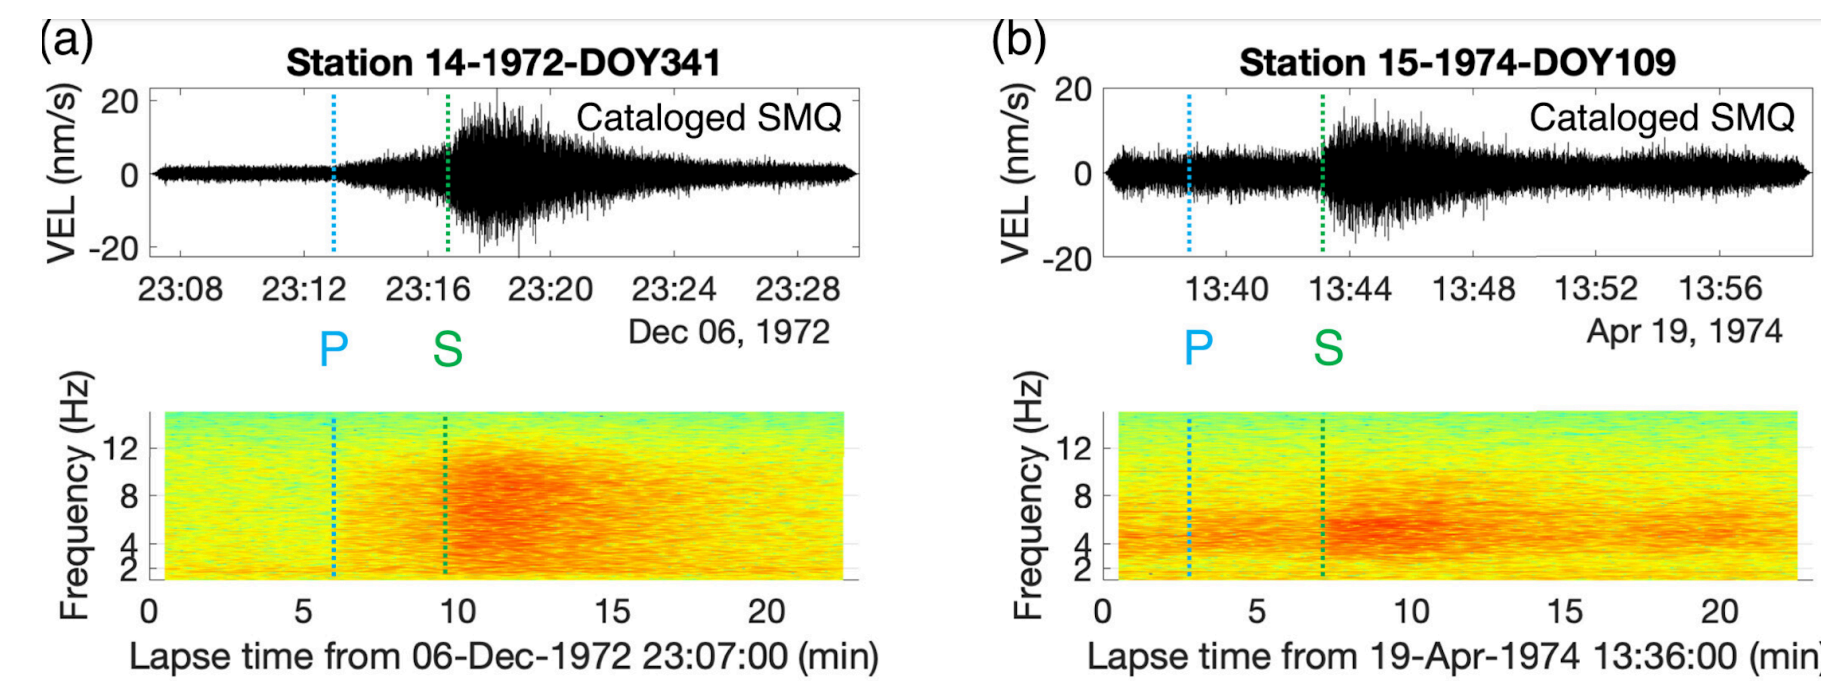 (a)
Station 14-1972-DOY341
VEL (nm/s)
20
0
-20
Cataloged SMQ
23:08 23:12 23:16 23:20 23:24 23:28
Dec 06, 1972
P S
Frequency (Hz)
12
8
4
2
0 5 10 15 20
Lapse time from 06-Dec-1972 23:07:00 (min)
(b)
Station 15-1974-DOY109
VEL (nm/s)
20
0
-20
Cataloged SMQ
13:40 13:44 13:48 13:52 13:56
Apr 19, 1974
P S
Frequency (Hz)
12
8
4
2
0 5 10 15 20
Lapse time from 19-Apr-1974 13:36:00 (min)